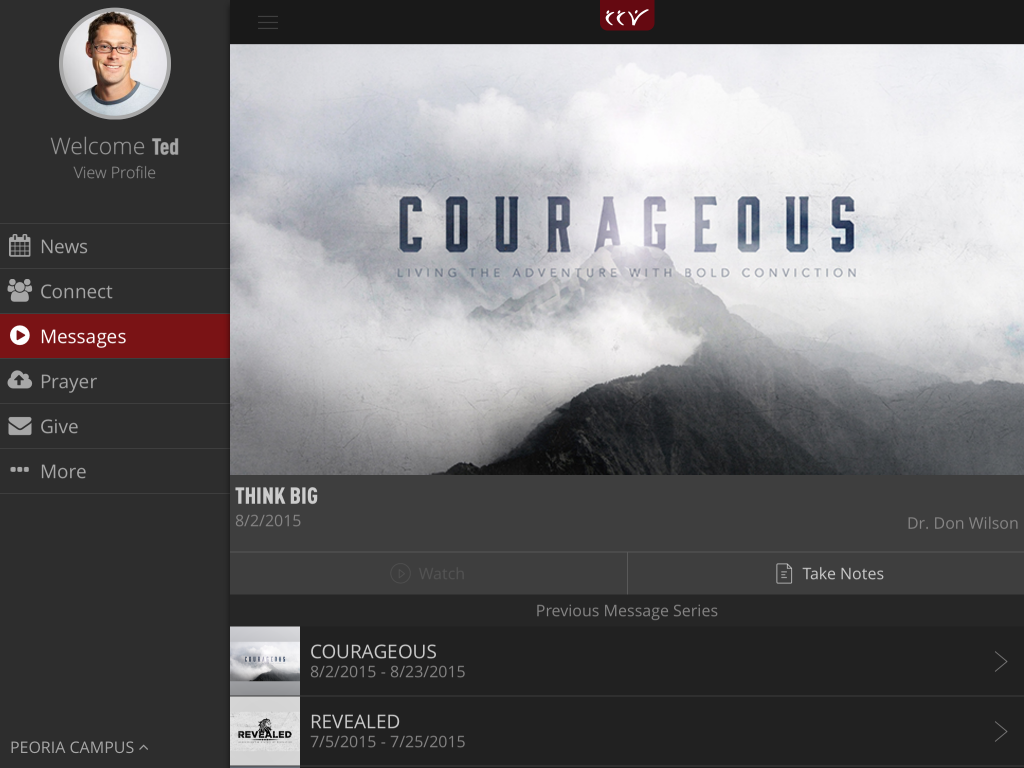 Welcome Ted
View Profile
News
Connect
Messages
Prayer
Give
More
PEORIA CAMPUS
CCV
COURAGEOUS
LIVING THE ADVENTURE WITH BOLD CONVICTION
THINK BIG
8/2/2015
Dr. Don Wilson
Watch
Take Notes
Previous Message Series
COURAGEOUS
COURAGEOUS
8/2/2015 - 8/23/2015
REVEALED
REVEALED
7/5/2015 - 7/25/2015